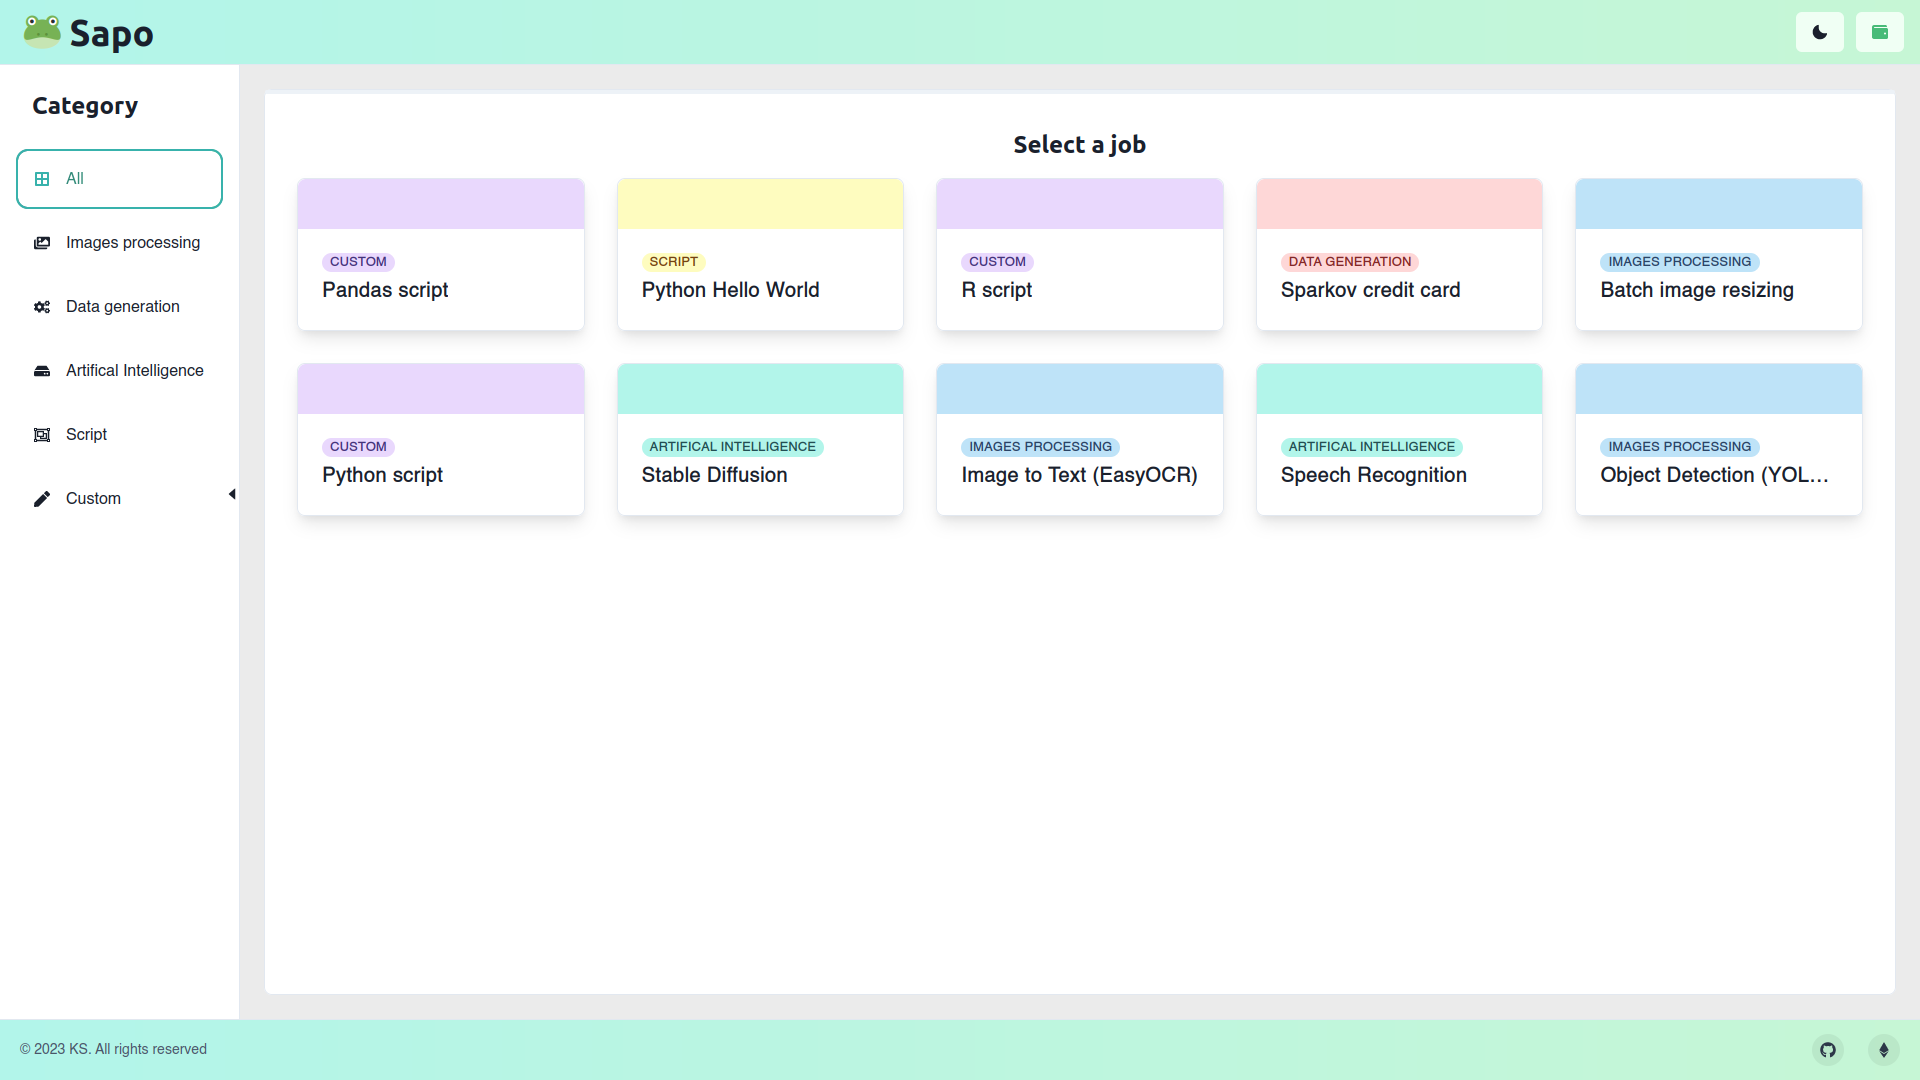 Sapo
Category
All
Images processing
Data generation
Artifical Intelligence
Script
Custom
Select a job
CUSTOM
Pandas script
SCRIPT
Python Hello World
CUSTOM
R script
DATA GENERATION
Sparkov credit card
IMAGES PROCESSING
Batch image resizing
CUSTOM
Python script
ARTIFICAL INTELLIGENCE
Stable Diffusion
IMAGES PROCESSING
Image to Text (EasyOCR)
ARTIFICAL INTELLIGENCE
Speech Recognition
IMAGES PROCESSING
Object Detection (YOL...
© 2023 KS. All rights reserved